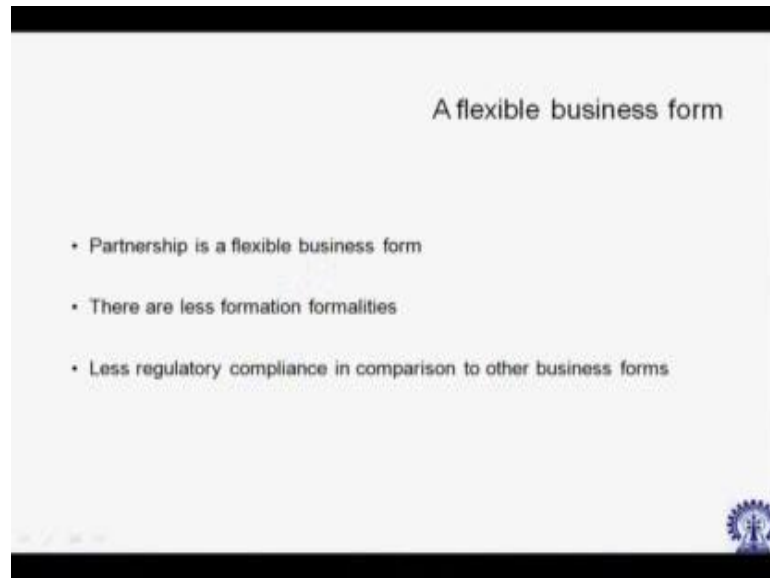 A flexible business form
• Partnership is a flexible business form
• There are less formation formalities
• Less regulatory compliance in comparison to other business forms